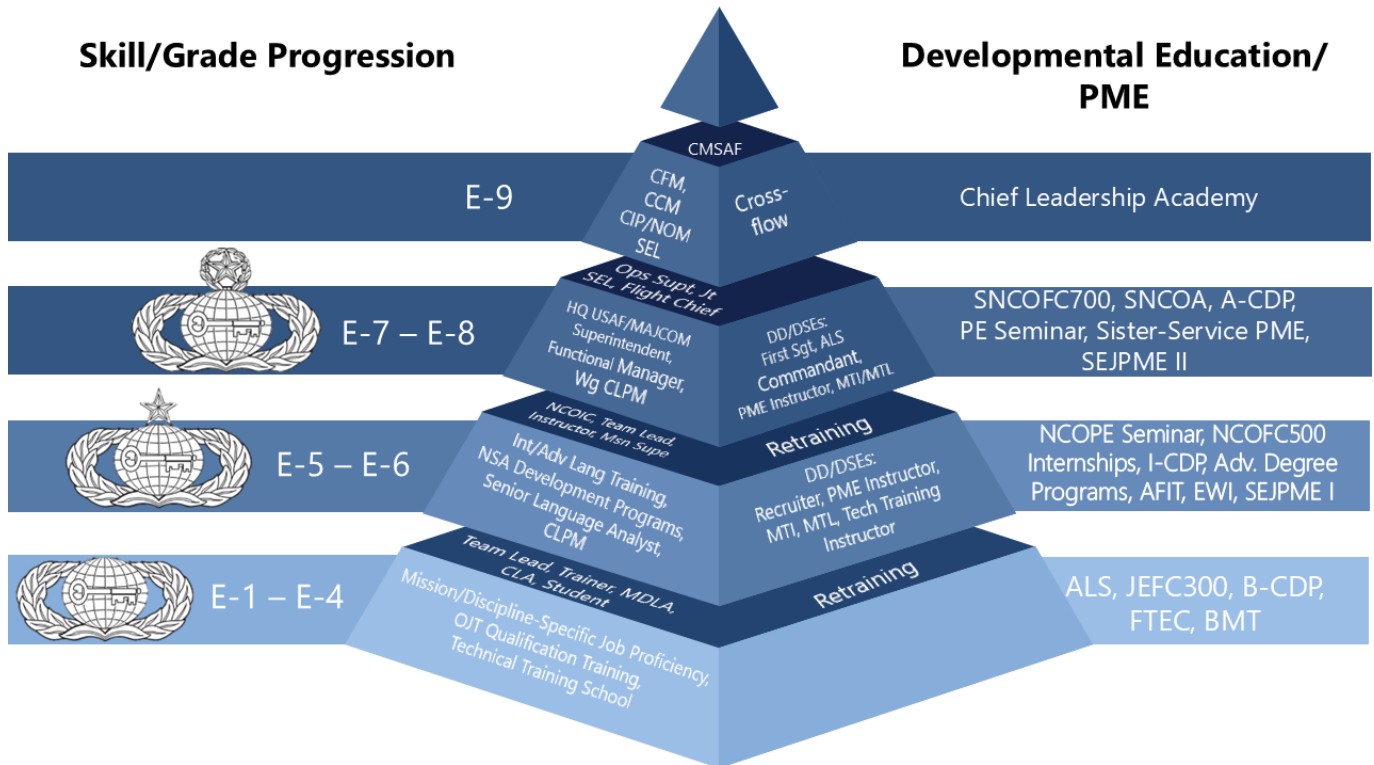 Skill/Grade Progression
Developmental Education/
PME
CMSAF
E-9
CFM,
CCM
CIP/NOM
SEL
Cross-
flow
Chief Leadership Academy
Ops Supt, Jt
SEL, Flight Chief
E-7 – E-8
HQ USAF/MAJCOM
Superintendent,
Functional Manager,
Wg CLPM
DD/DSEs:
First Sgt, ALS
Commandant,
PME Instructor, MTI/MTL
SNCOFC700, SNCOA, A-CDP,
PE Seminar, Sister-Service PME,
SEJPME II
NCOIC, Team Lead,
Instructor, Msn Supe
Retraining
E-5 – E-6
Int/Adv Lang Training,
NSA Development Programs,
Senior Language Analyst,
CLPM
DD/DSEs:
Recruiter, PME Instructor,
MTI, MTL, Tech Training
Instructor
NCOPE Seminar, NCOFC500
Internships, I-CDP, Adv. Degree
Programs, AFIT, EWI, SEJPME I
Team Lead, Trainer, MDLA,
CLA, Student
Retraining
E-1 – E-4
Mission/Discipline-Specific Job Proficiency,
OJT Qualification Training,
Technical Training School
ALS, JEFC300, B-CDP,
FTEC, BMT